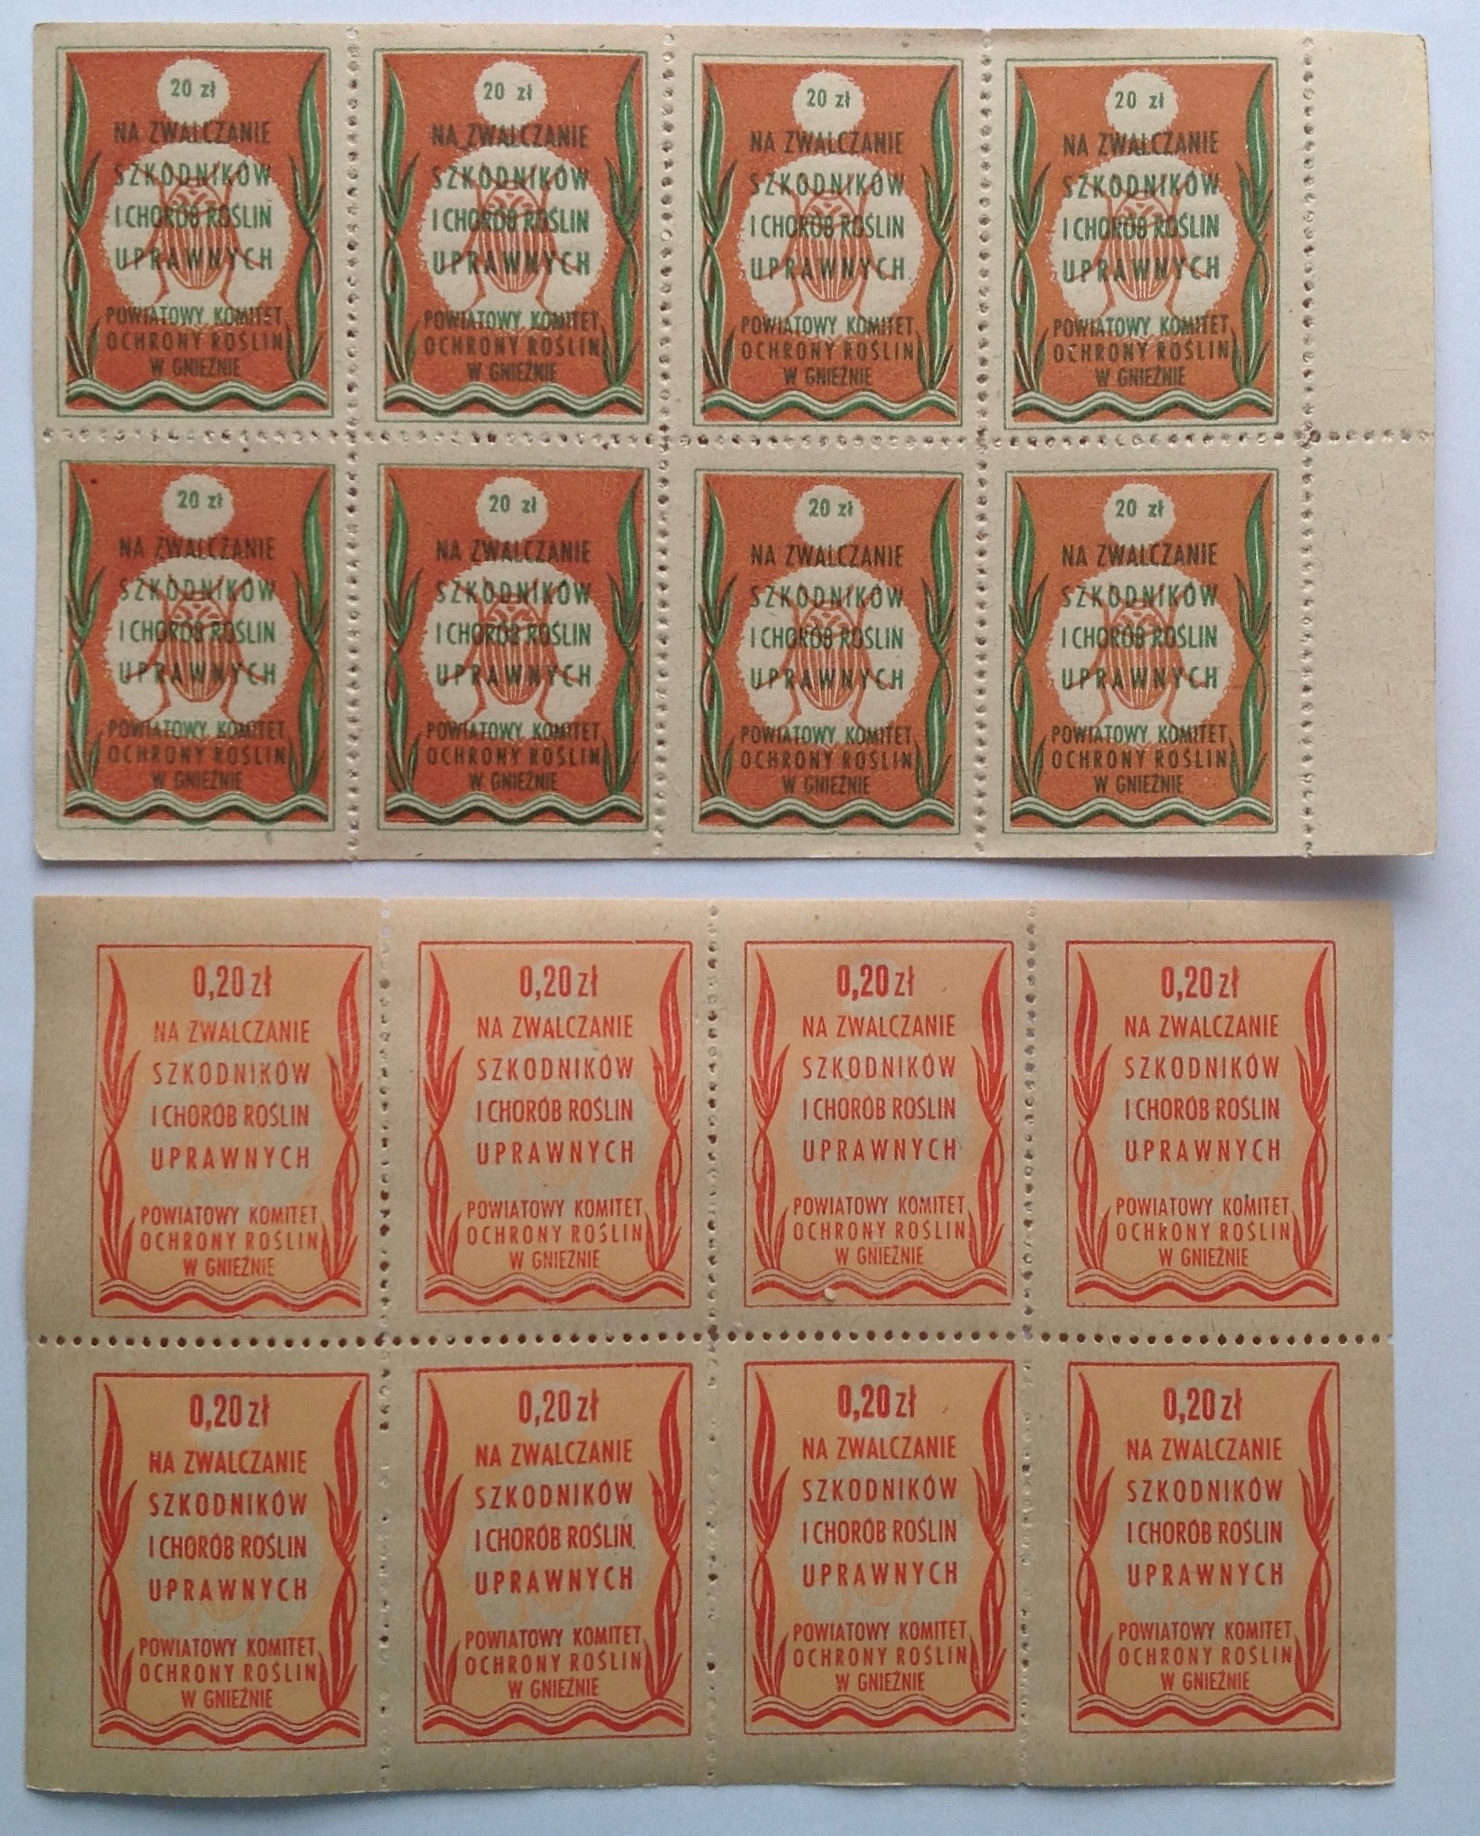 20 zł
NA ZWALCZANIE
SZKODNIKÓW
I CHORÓB ROŚLIN
UPRAWNYCH
POWIATOWY KOMITET
OCHRONY ROŚLIN
W GNIEŹNIE
20 zł
NA ZWALCZANIE
SZKODNIKÓW
I CHORÓB ROŚLIN
UPRAWNYCH
POWIATOWY KOMITET
OCHRONY ROŚLIN
W GNIEŹNIE
20 zł
NA ZWALCZANIE
SZKODNIKÓW
I CHORÓB ROŚLIN
UPRAWNYCH
POWIATOWY KOMITET
OCHRONY ROŚLIN
W GNIEŹNIE
20 zł
NA ZWALCZANIE
SZKODNIKÓW
I CHORÓB ROŚLIN
UPRAWNYCH
POWIATOWY KOMITET
OCHRONY ROŚLIN
W GNIEŹNIE
20 zł
NA ZWALCZANIE
SZKODNIKÓW
I CHORÓB ROŚLIN
UPRAWNYCH
POWIATOWY KOMITET
OCHRONY ROŚLIN
W GNIEŹNIE
20 zł
NA ZWALCZANIE
SZKODNIKÓW
I CHORÓB ROŚLIN
UPRAWNYCH
POWIATOWY KOMITET
OCHRONY ROŚLIN
W GNIEŹNIE
20 zł
NA ZWALCZANIE
SZKODNIKÓW
I CHORÓB ROŚLIN
UPRAWNYCH
POWIATOWY KOMITET
OCHRONY ROŚLIN
W GNIEŹNIE
20 zł
NA ZWALCZANIE
SZKODNIKÓW
I CHORÓB ROŚLIN
UPRAWNYCH
POWIATOWY KOMITET
OCHRONY ROŚLIN
W GNIEŹNIE
0,20 zł
NA ZWALCZANIE
SZKODNIKÓW
I CHORÓB ROŚLIN
UPRAWNYCH
POWIATOWY KOMITET
OCHRONY ROŚLIN
W GNIEŹNIE
0,20 zł
NA ZWALCZANIE
SZKODNIKÓW
I CHORÓB ROŚLIN
UPRAWNYCH
POWIATOWY KOMITET
OCHRONY ROŚLIN
W GNIEŹNIE
0,20 zł
NA ZWALCZANIE
SZKODNIKÓW
I CHORÓB ROŚLIN
UPRAWNYCH
POWIATOWY KOMITET
OCHRONY ROŚLIN
W GNIEŹNIE
0,20 zł
NA ZWALCZANIE
SZKODNIKÓW
I CHORÓB ROŚLIN
UPRAWNYCH
POWIATOWY KOMITET
OCHRONY ROŚLIN
W GNIEŹNIE
0,20 zł
NA ZWALCZANIE
SZKODNIKÓW
I CHORÓB ROŚLIN
UPRAWNYCH
POWIATOWY KOMITET
OCHRONY ROŚLIN
W GNIEŹNIE
0,20 zł
NA ZWALCZANIE
SZKODNIKÓW
I CHORÓB ROŚLIN
UPRAWNYCH
POWIATOWY KOMITET
OCHRONY ROŚLIN
W GNIEŹNIE
0,20 zł
NA ZWALCZANIE
SZKODNIKÓW
I CHORÓB ROŚLIN
UPRAWNYCH
POWIATOWY KOMITET
OCHRONY ROŚLIN
W GNIEŹNIE
0,20 zł
NA ZWALCZANIE
SZKODNIKÓW
I CHORÓB ROŚLIN
UPRAWNYCH
POWIATOWY KOMITET
OCHRONY ROŚLIN
W GNIEŹNIE